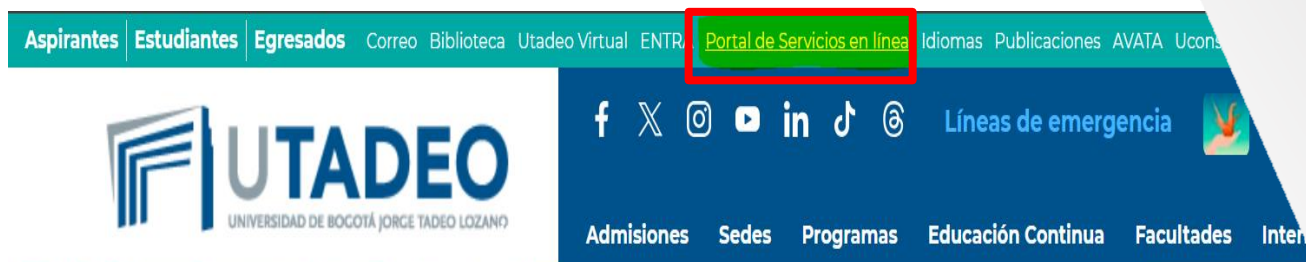 Aspirantes Estudiantes Egresados Correo Biblioteca Utadeo Virtual Portal de Servicios en línea Idiomas Publicaciones AVATA
Líneas de emergencia
UTADEO
UNIVERSIDAD DE BOGOTÁ JORGE TADEO LOZANO
Admisiones Sedes Programas Educación Continua Facultades